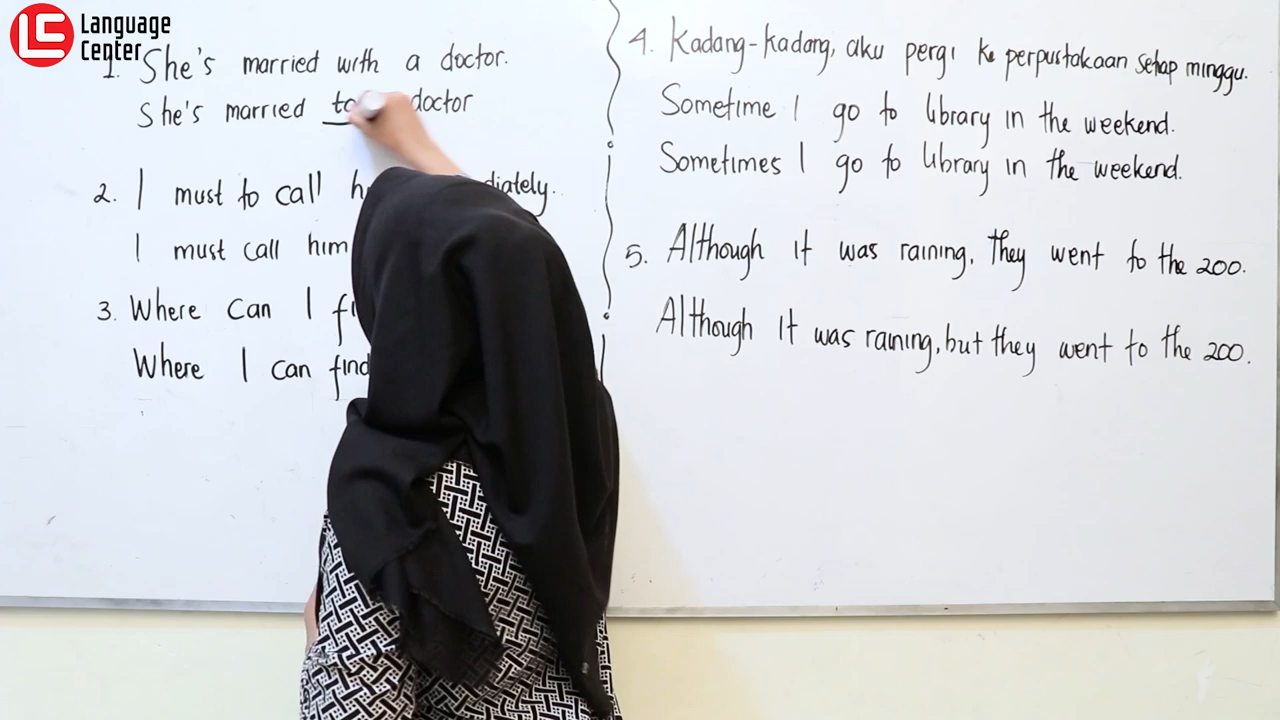 LC Language Center
1. She's married with a doctor.
She's married to doctor
2. I must to call
I must call him
3. Where can I
Where I can find
4. Kadang-kadang, aku pergi ke perpustakaan setiap minggu.
Sometime I go to library in the weekend.
Sometimes I go to library in the weekend.
5. Although it was raining, They went to the zoo.
Although it was raining, but they went to the zoo.